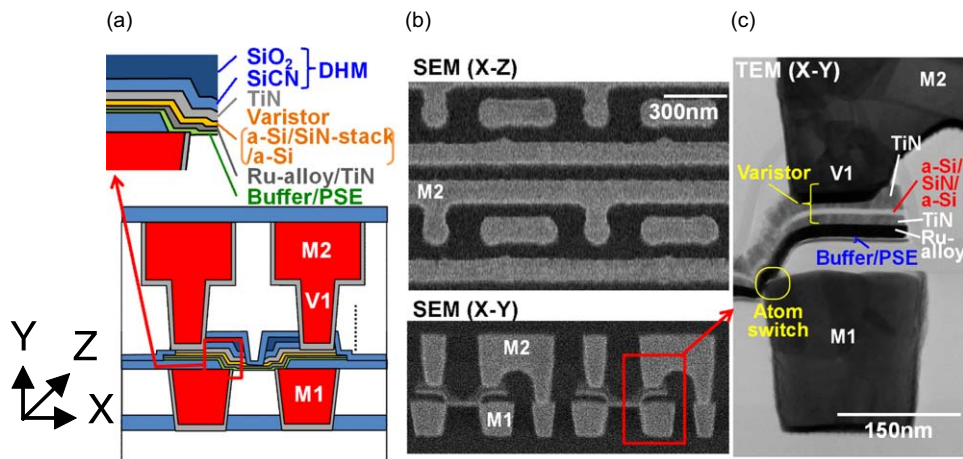 (a)
SiO2
SiCN
DHM
TiN
Varistor
a-Si/SiN-stack
/a-Si
Ru-alloy/TiN
Buffer/PSE
M2
V1
M1
Y
Z
X
(b)
SEM (X-Z)
300nm
M2
SEM (X-Y)
M2
M1
(c)
TEM (X-Y)
M2
TiN
V1
Varistor
a-Si/
SiN/
a-Si
TiN
Ru-
alloy
Buffer/PSE
Atom
switch
M1
150nm